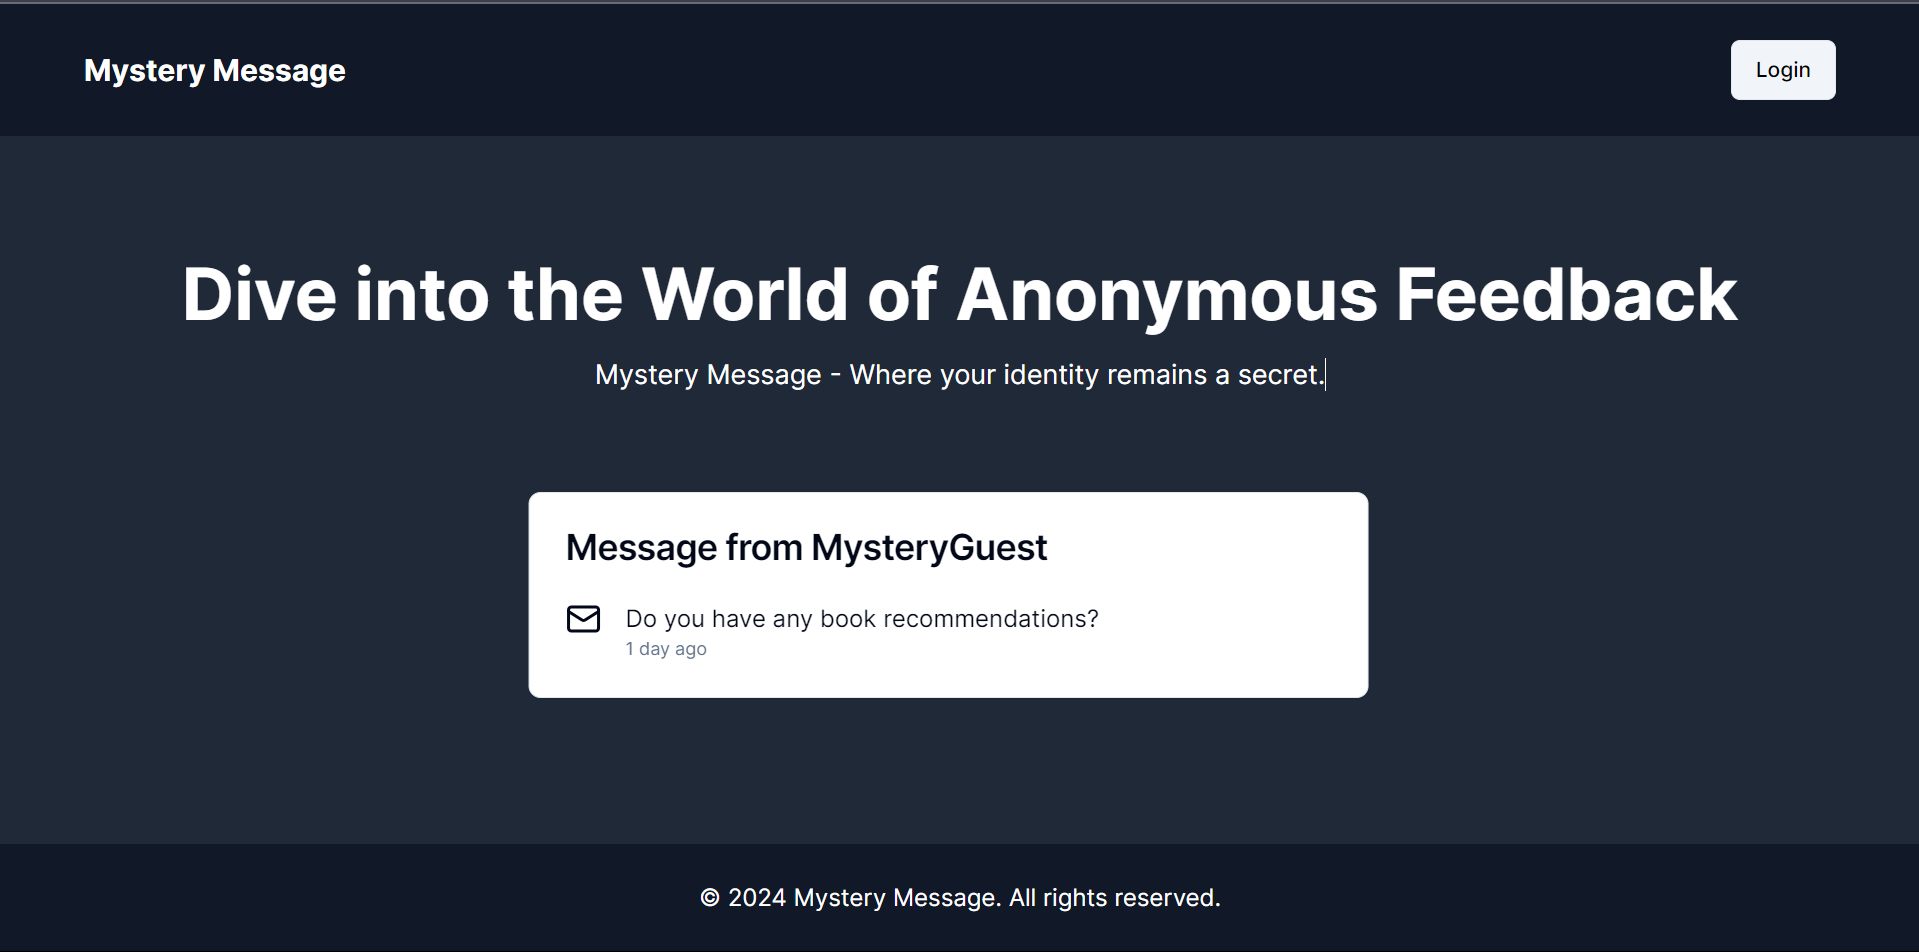 Mystery Message
Login
Dive into the World of Anonymous Feedback
Mystery Message - Where your identity remains a secret.
Message from MysteryGuest
Do you have any book recommendations?
1 day ago
© 2024 Mystery Message. All rights reserved.